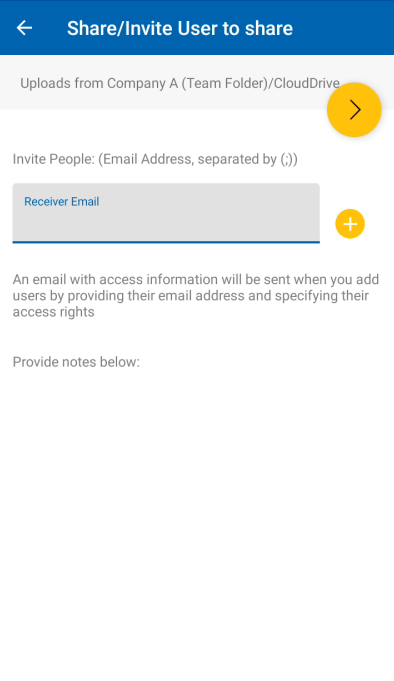 Share/Invite User to share
Uploads from Company A (Team Folder)/CloudDrive
Invite People: (Email Address, separated by (;))
Receiver Email
An email with access information will be sent when you add
users by providing their email address and specifying their
access rights
Provide notes below: